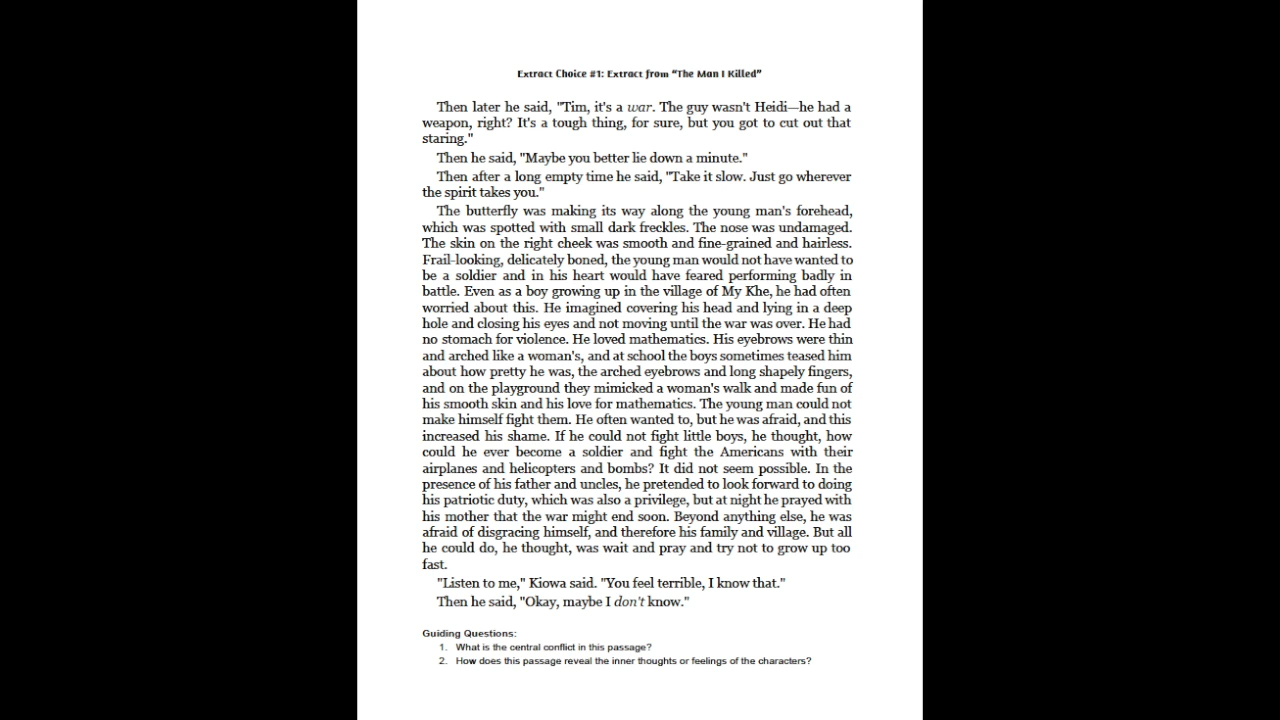 Extract Choice #1: Extract from “The Man I Killed”
Then later he said, "Tim, it's a war. The guy wasn't Heidi—he had a
weapon, right? It's a tough thing, for sure, but you got to cut out that
staring."
Then he said, "Maybe you better lie down a minute."
Then after a long empty time he said, "Take it slow. Just go wherever
the spirit takes you."
The butterfly was making its way along the young man's forehead,
which was spotted with small dark freckles. The nose was undamaged.
The skin on the right cheek was smooth and fine-grained and hairless.
Frail-looking, delicately boned, the young man would not have wanted to
be a soldier and in his heart would have feared performing badly in
battle. Even as a boy growing up in the village of My Khe, he had often
worried about this. He imagined covering his head and lying in a deep
hole and closing his eyes and not moving until the war was over. He had
no stomach for violence. He loved mathematics. His eyebrows were thin
and arched like a woman's, and at school the boys sometimes teased him
about how pretty he was, the arched eyebrows and long shapely fingers,
and on the playground they mimicked a woman's walk and made fun of
his smooth skin and his love for mathematics. The young man could not
make himself fight them. He often wanted to, but he was afraid, and this
increased his shame. If he could not fight little boys, he thought, how
could he ever become a soldier and fight the Americans with their
airplanes and helicopters and bombs? It did not seem possible. In the
presence of his father and uncles, he pretended to look forward to doing
his patriotic duty, which was also a privilege, but at night he prayed with
his mother that the war might end soon. Beyond anything else, he was
afraid of disgracing himself, and therefore his family and village. But all
he could do, he thought, was wait and pray and try not to grow up too
fast.
"Listen to me," Kiowa said. "You feel terrible, I know that."
Then he said, "Okay, maybe I don't know."
Guiding Questions:
1. What is the central conflict in this passage?
2. How does this passage reveal the inner thoughts or feelings of the characters?